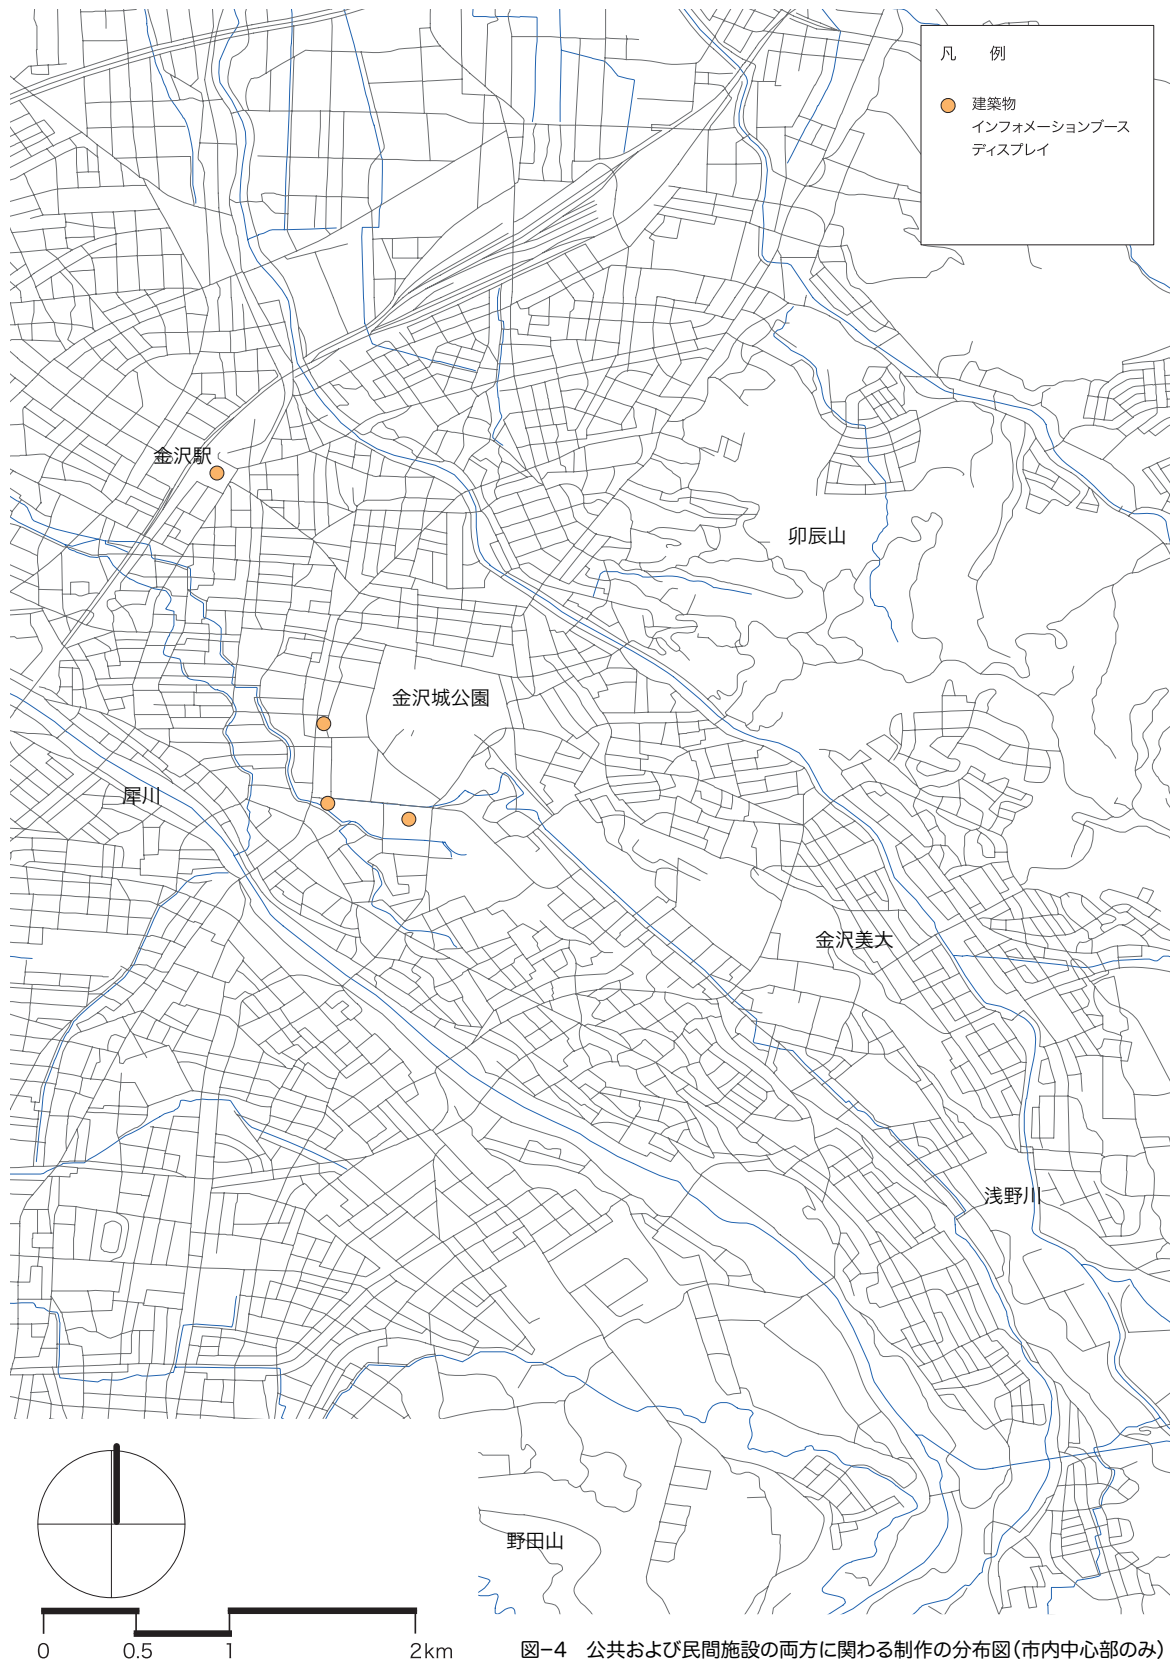 凡　例
建築物
インフォメーションブース
ディスプレイ
金沢駅
卯辰山
金沢城公園
犀川
金沢美大
浅野川
野田山
0 0.5 1 2km
図−4　公共および民間施設の両方に関わる制作の分布図(市内中心部のみ)